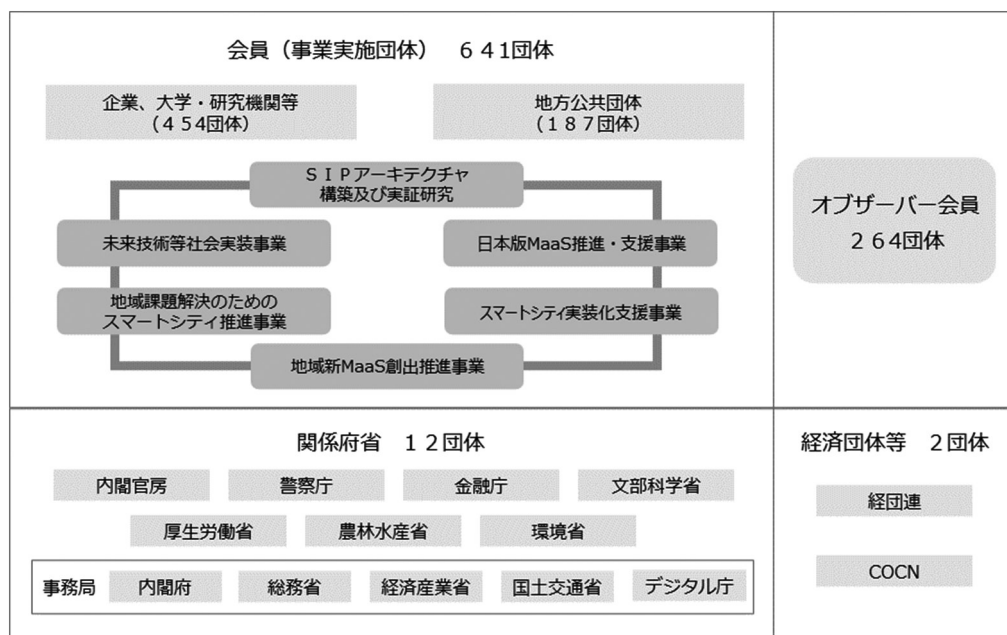 会員（事業実施団体）　６４１団体
企業、大学・研究機関等
（４５４団体）
地方公共団体
（１８７団体）
ＳＩＰアーキテクチャ
構築及び実証研究
未来技術等社会実装事業
日本版MaaS推進・支援事業
地域課題解決のための
スマートシティ推進事業
スマートシティ実装化支援事業
地域新MaaS創出推進事業
オブザーバー会員
２６４団体
関係府省　１２団体
内閣官房
警察庁
金融庁
文部科学省
厚生労働省
農林水産省
環境省
事務局
内閣府
総務省
経済産業省
国土交通省
デジタル庁
経済団体等　２団体
経団連
COCN